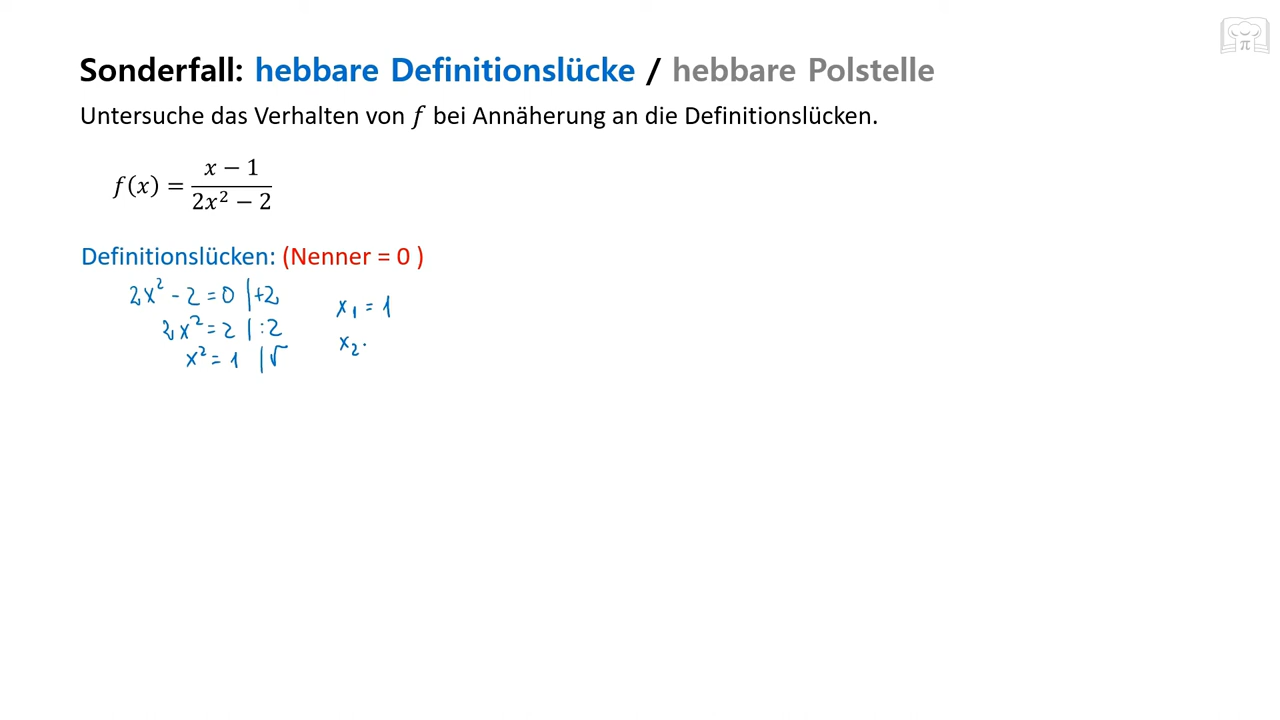 Sonderfall: hebbare Definitionslücke / hebbare Polstelle
Untersuche das Verhalten von f bei Annäherung an die Definitionslücken.
f(x) = (x − 1)/(2x² − 2)
Definitionslücken: (Nenner = 0 )
2x² - 2 = 0 | +2
2x² = 2 | :2
x² = 1 | √
x₁ = 1
x₂ ·
π